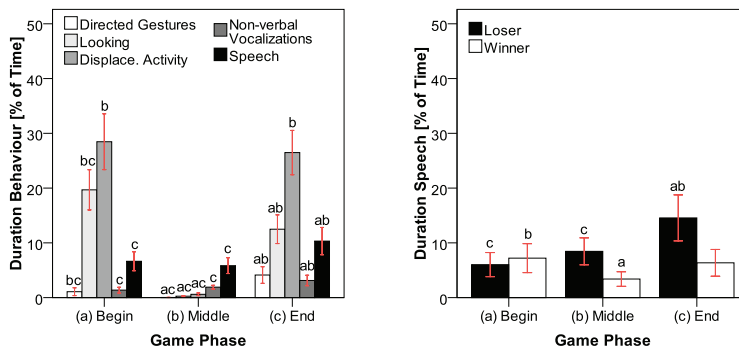 Directed Gestures
Looking
Displace. Activity
Non-verbal
Vocalizations
Speech
Duration Behaviour [% of Time]
50
40
30
20
10
0
bc
bc
b
c
c
ac
ac
ac
c
c
ab
ab
b
ab
ab
(a) Begin
(b) Middle
(c) End
Game Phase
Loser
Winner
Duration Speech [% of Time]
50
40
30
20
10
0
c
b
c
a
ab
(a) Begin
(b) Middle
(c) End
Game Phase